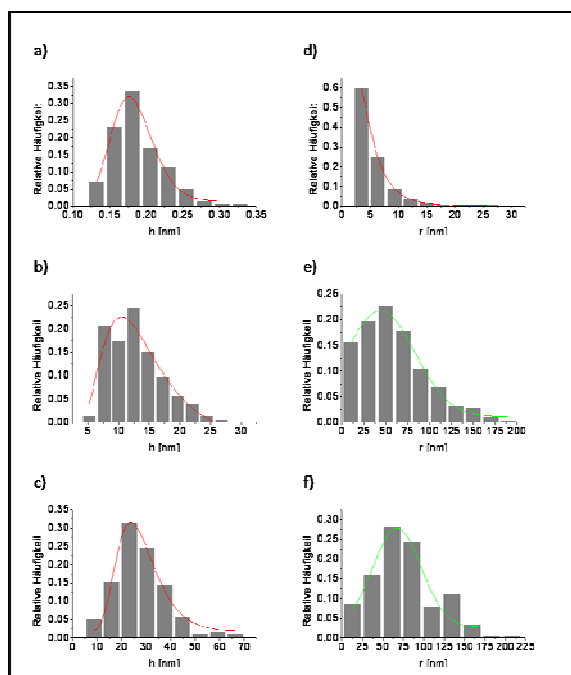 a)
Relative Häufigkeit
0.35
0.30
0.25
0.20
0.15
0.10
0.05
0.00
0.10 0.15 0.20 0.25 0.30 0.35
h [nm]
d)
Relative Häufigkeit
0.6
0.5
0.4
0.3
0.2
0.1
0.0
0 5 10 15 20 25 30
r [nm]
b)
Relative Häufigkeit
0.25
0.20
0.15
0.10
0.05
0.00
5 10 15 20 25 30
h [nm]
e)
Relative Häufigkeit
0.25
0.20
0.15
0.10
0.05
0.00
0 25 50 75 100 125 150 175 200
r [nm]
c)
Relative Häufigkeit
0.35
0.30
0.25
0.20
0.15
0.10
0.05
0.00
0 10 20 30 40 50 60 70
h [nm]
f)
Relative Häufigkeit
0.30
0.25
0.20
0.15
0.10
0.05
0.00
0 25 50 75 100 125 150 175 200 225
r [nm]